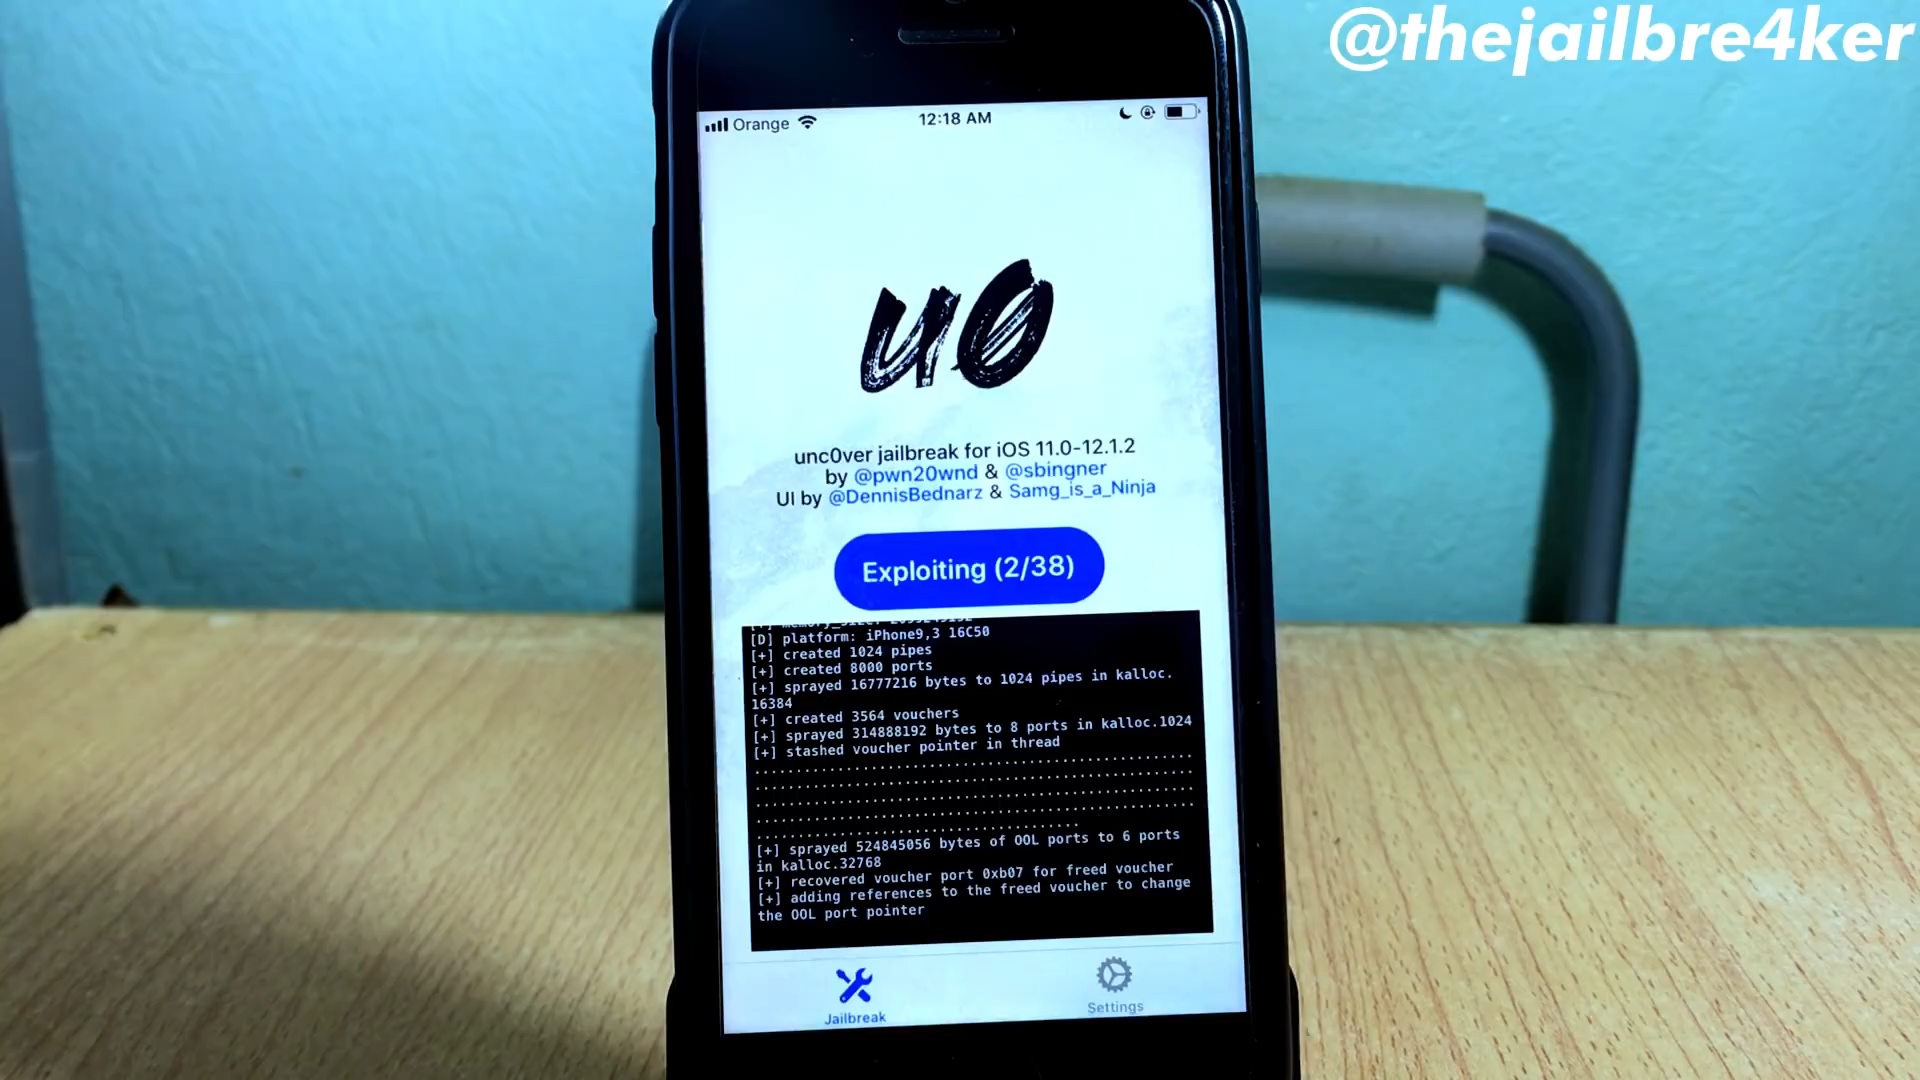 @thejailbre4ker
Orange
12:18 AM
u0
unc0ver jailbreak for iOS 11.0-12.1.2
by @pwn20wnd & @sbingner
UI by @DennisBednarz & Samg_is_a_Ninja
Exploiting (2/38)
[D] platform: iPhone9,3 16C50
[+] created 1024 pipes
[+] created 8000 ports
[+] sprayed 16777216 bytes to 1024 pipes in kalloc.
16384
[+] created 3564 vouchers
[+] sprayed 314888192 bytes to 8 ports in kalloc.1024
[+] stashed voucher pointer in thread
[+] sprayed 524845056 bytes of OOL ports to 6 ports
in kalloc.32768
[+] recovered voucher port 0xb07 for freed voucher
[+] adding references to the freed voucher to change
the OOL port pointer
Jailbreak
Settings